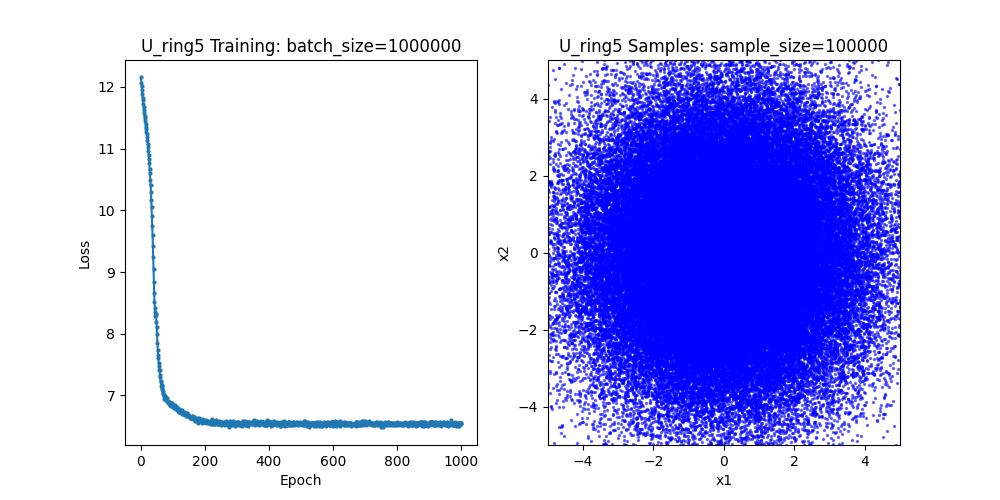 U_ring5 Training: batch_size=1000000
12
11
10
9
8
7
Loss
0 200 400 600 800 1000
Epoch
U_ring5 Samples: sample_size=100000
4
2
0
−2
−4
x2
−4 −2 0 2 4
x1